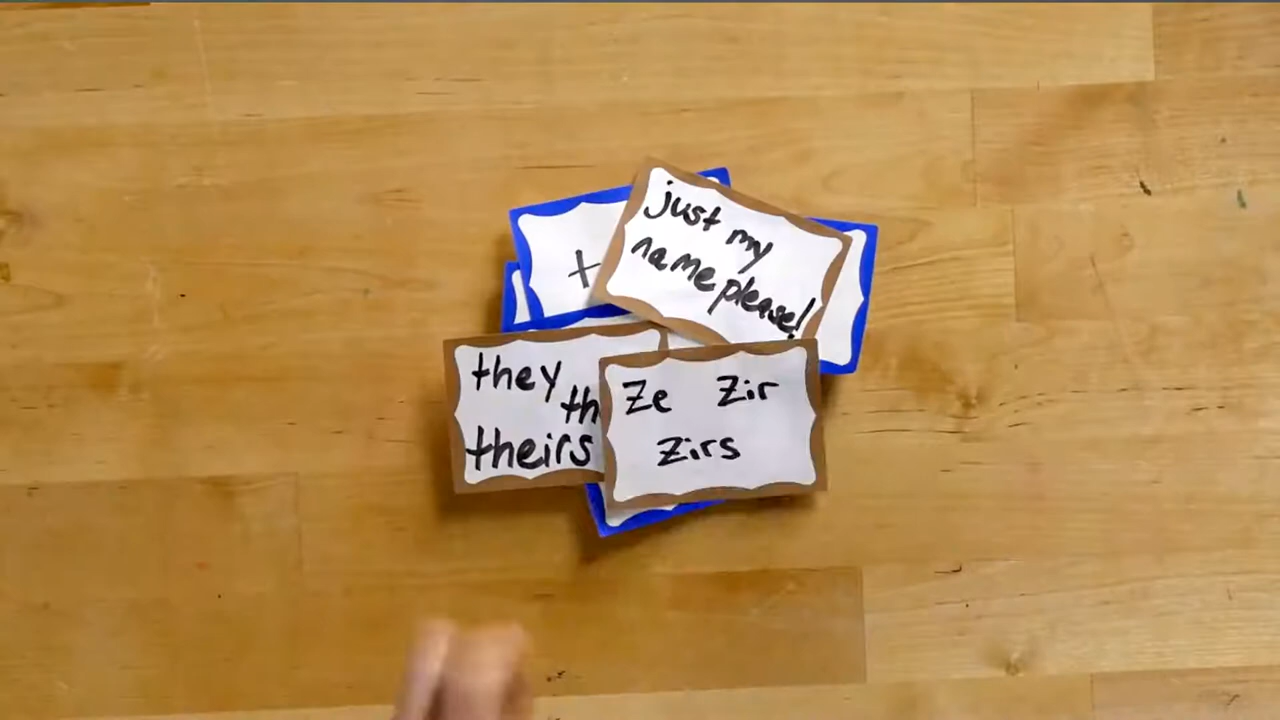 just my
name please!
they
theirs
Ze Zir
Zirs